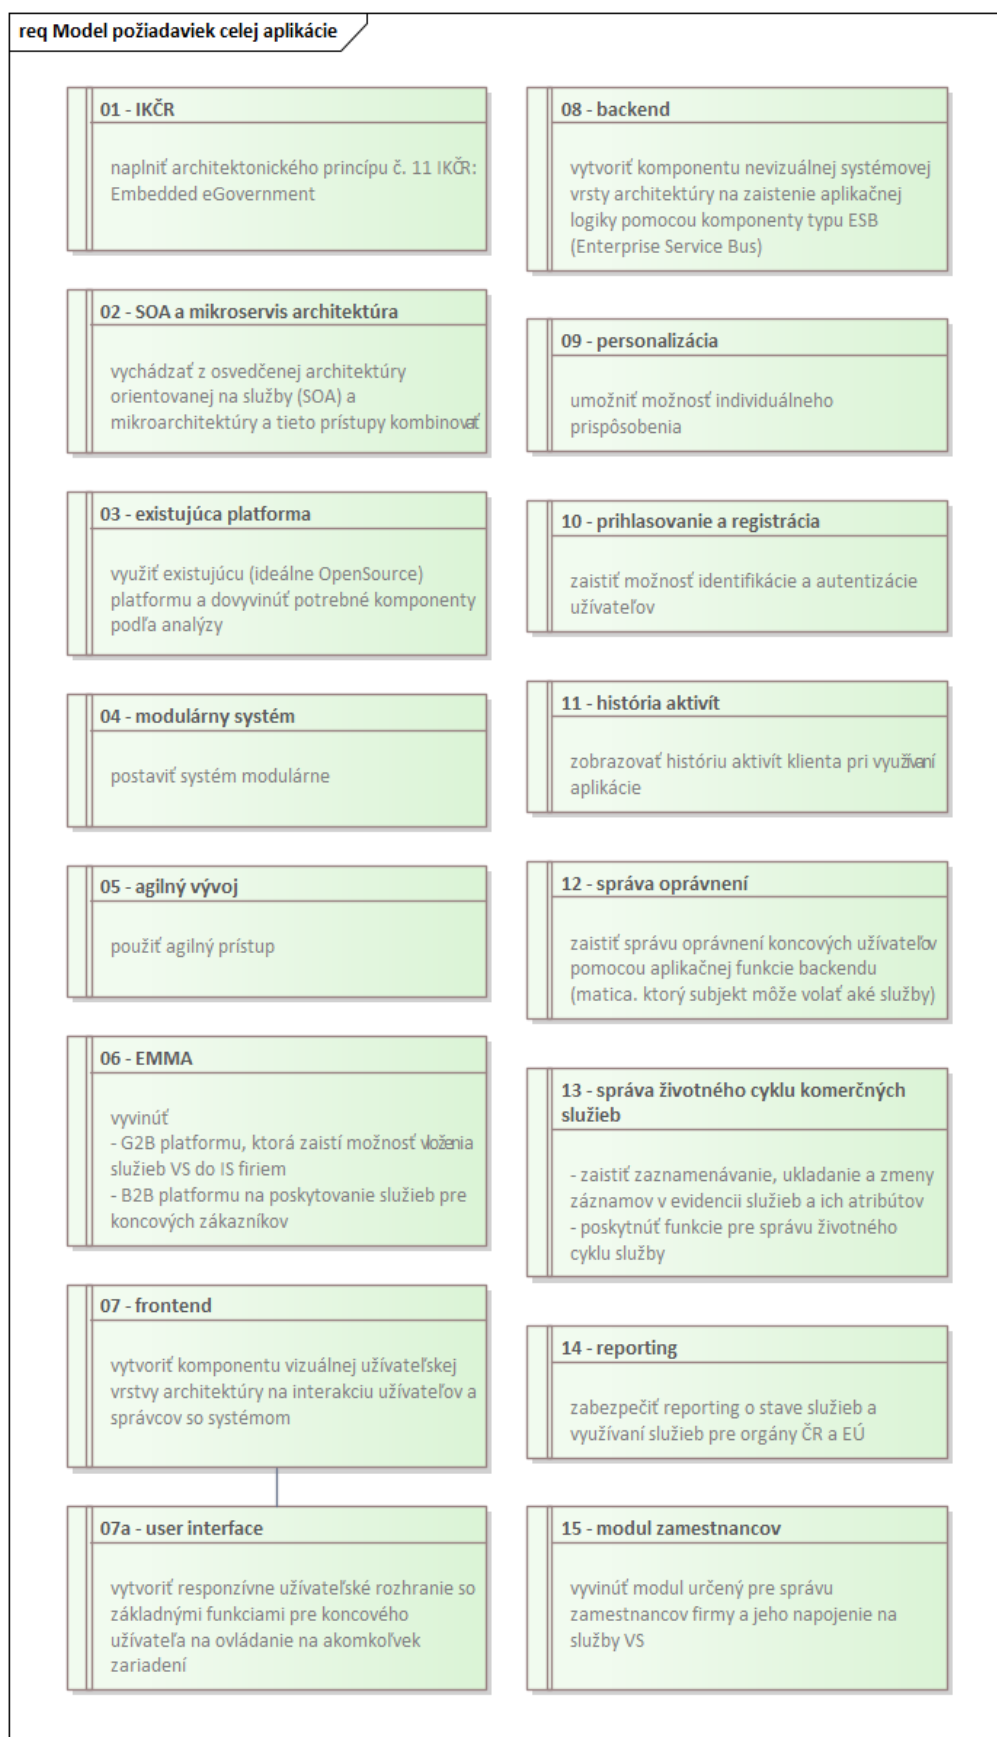 req Model požiadaviek celej aplikácie
01 - IKČR
naplniť architektonického princípu č. 11 IKČR:
Embedded eGovernment
02 - SOA a mikroservis architektúra
vychádzať z osvedčenej architektúry
orientovanej na služby (SOA) a
mikroarchitektúry a tieto prístupy kombinovať
03 - existujúca platforma
využiť existujúcu (ideálne OpenSource)
platformu a dovyvinúť potrebné komponenty
podľa analýzy
04 - modulárny systém
postaviť systém modulárne
05 - agilný vývoj
použiť agilný prístup
06 - EMMA
vyvinúť
- G2B platformu, ktorá zaistí možnosť vloženia
služieb VS do IS firiem
- B2B platformu na poskytovanie služieb pre
koncových zákazníkov
07 - frontend
vytvoriť komponentu vizuálnej užívateľskej
vrstvy architektúry na interakciu užívateľov a
správcov so systémom
07a - user interface
vytvoriť responzívne užívateľské rozhranie so
základnými funkciami pre koncového
užívateľa na ovládanie na akomkoľvek
zariadení
08 - backend
vytvoriť komponentu nevizuálnej systémovej
vrsty architektúry na zaistenie aplikačnej
logiky pomocou komponenty typu ESB
(Enterprise Service Bus)
09 - personalizácia
umožniť možnosť individuálneho
prispôsobenia
10 - prihlasovanie a registrácia
zaistiť možnosť identifikácie a autentizácie
užívateľov
11 - história aktivít
zobrazovať históriu aktivít klienta pri využívaní
aplikácie
12 - správa oprávnení
zaistiť správu oprávnení koncových užívateľov
pomocou aplikačnej funkcie backendu
(matica. ktorý subjekt môže volať aké služby)
13 - správa životného cyklu komerčných
služieb
- zaistiť zaznamenávanie, ukladanie a zmeny
záznamov v evidencii služieb a ich atribútov
- poskytnúť funkcie pre správu životného
cyklu služby
14 - reporting
zabezpečiť reporting o stave služieb a
využívaní služieb pre orgány ČR a EÚ
15 - modul zamestnancov
vyvinúť modul určený pre správu
zamestnancov firmy a jeho napojenie na
služby VS